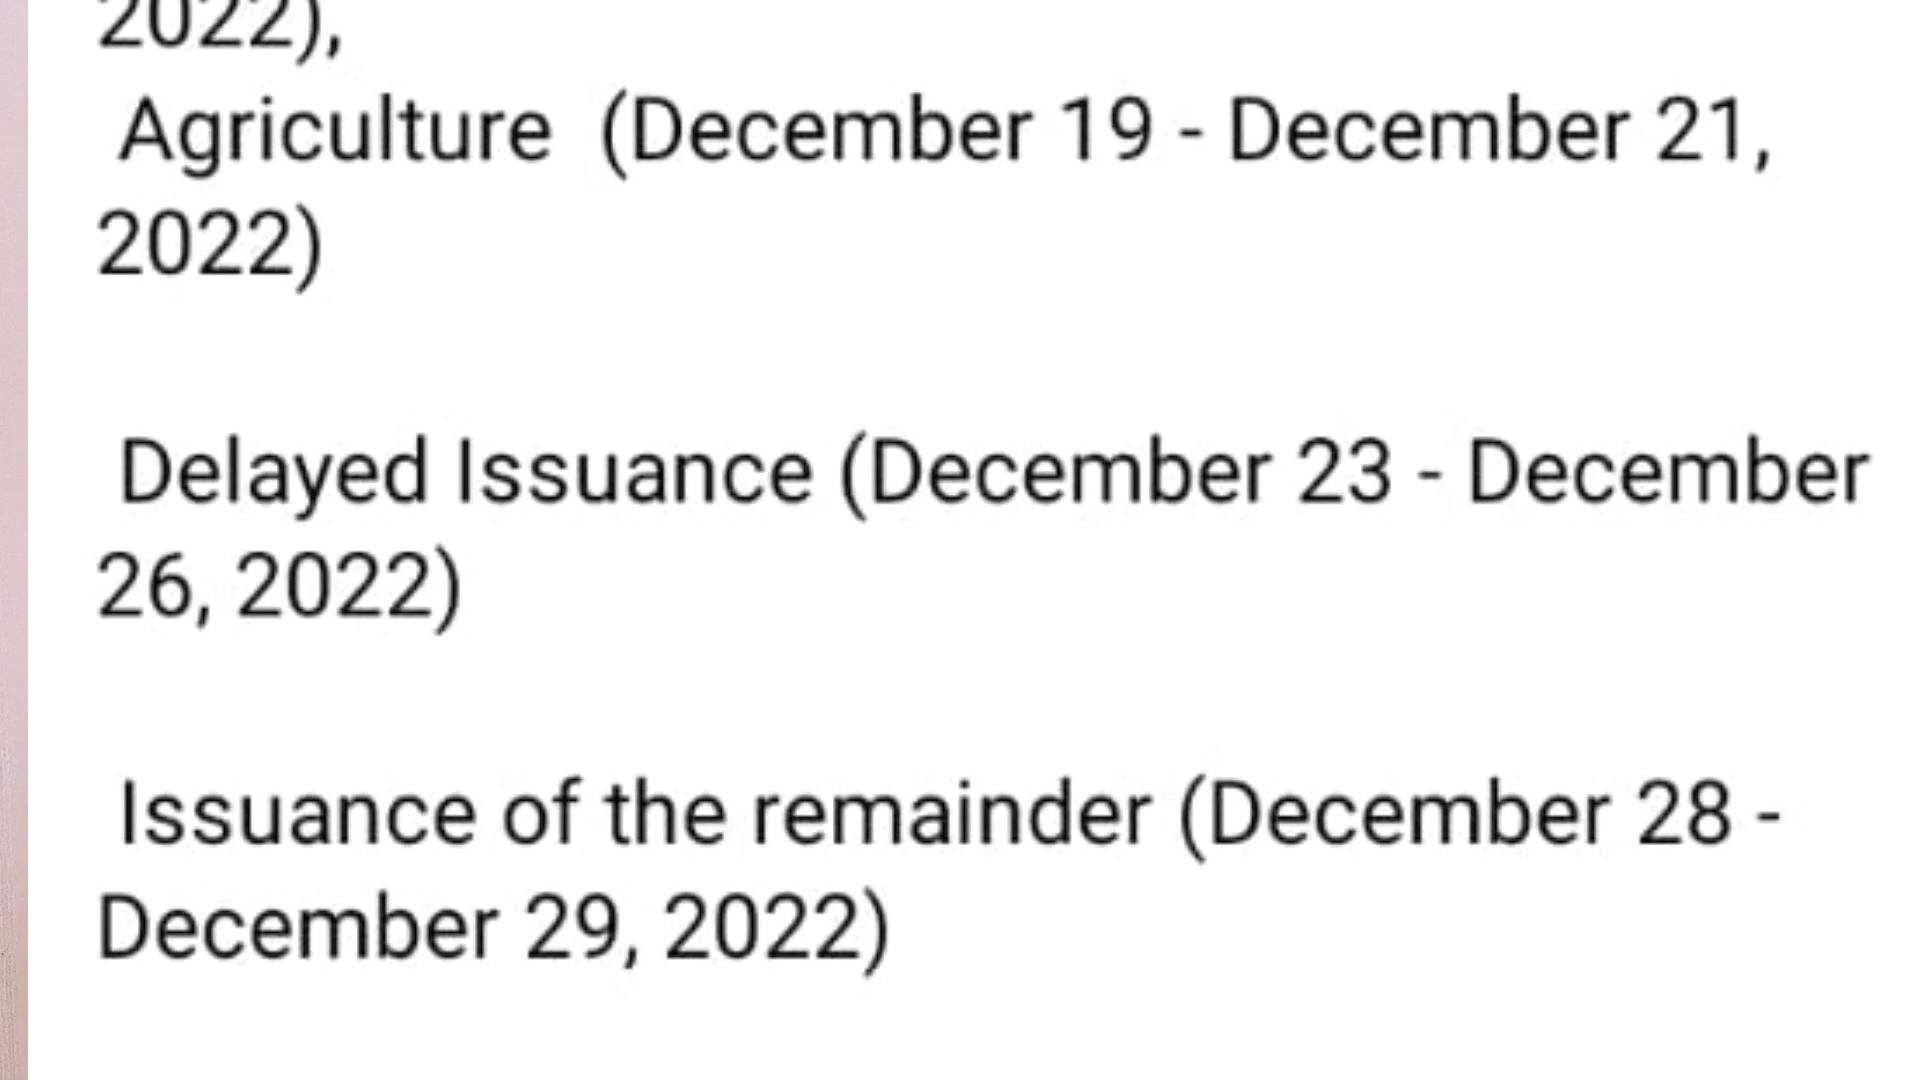 2022),
Agriculture  (December 19 - December 21,
2022)
Delayed Issuance (December 23 - December
26, 2022)
Issuance of the remainder (December 28 -
December 29, 2022)